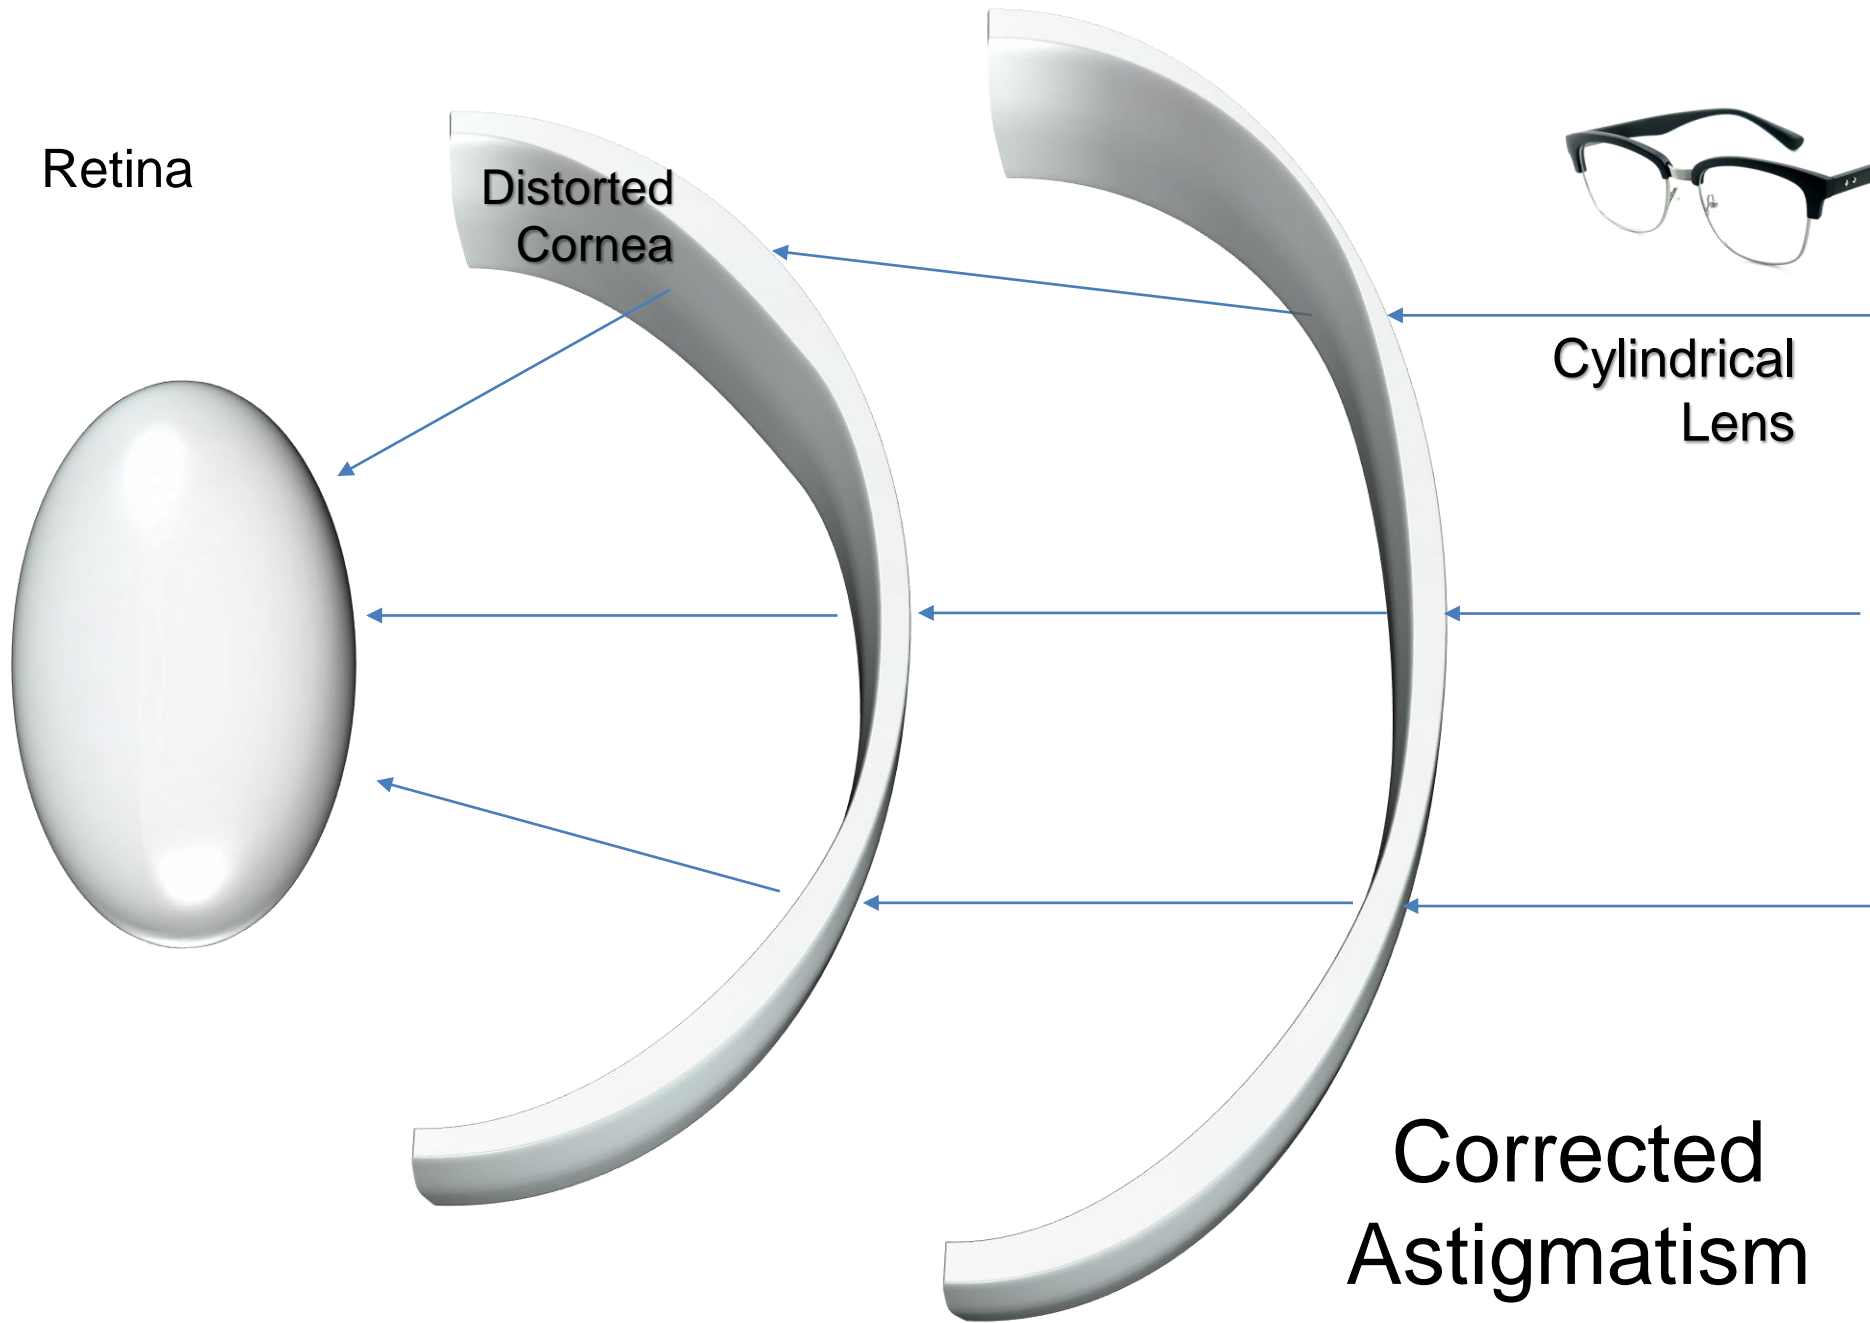 Retina
Distorted
Cornea
Cylindrical
Lens
Corrected
Astigmatism